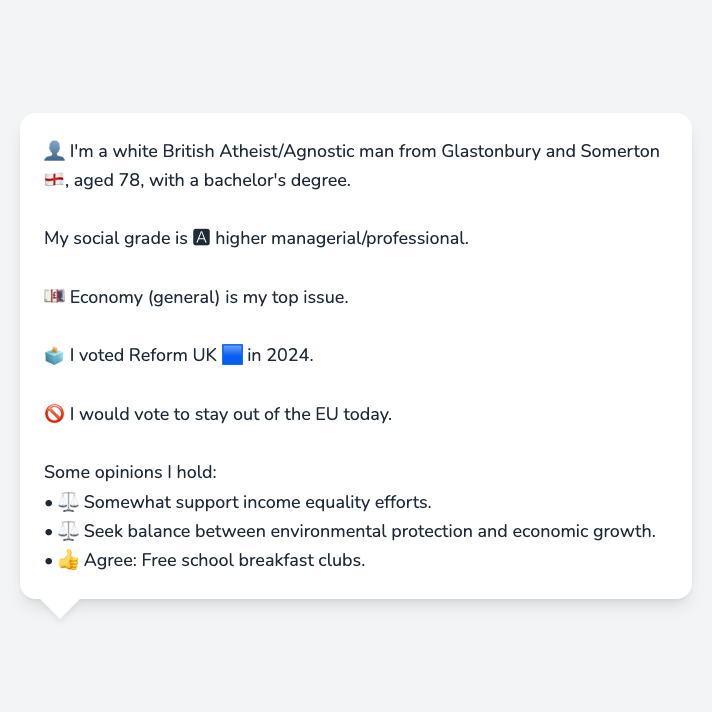 👤 I'm a white British Atheist/Agnostic man from Glastonbury and Somerton
🏴󠁧󠁢󠁥󠁮󠁧󠁿, aged 78, with a bachelor's degree.
My social grade is 🅰 higher managerial/professional.
💷 Economy (general) is my top issue.
🗳️ I voted Reform UK 🟦 in 2024.
🚫 I would vote to stay out of the EU today.
Some opinions I hold:
• ⚖️ Somewhat support income equality efforts.
• ⚖️ Seek balance between environmental protection and economic growth.
• 👍 Agree: Free school breakfast clubs.